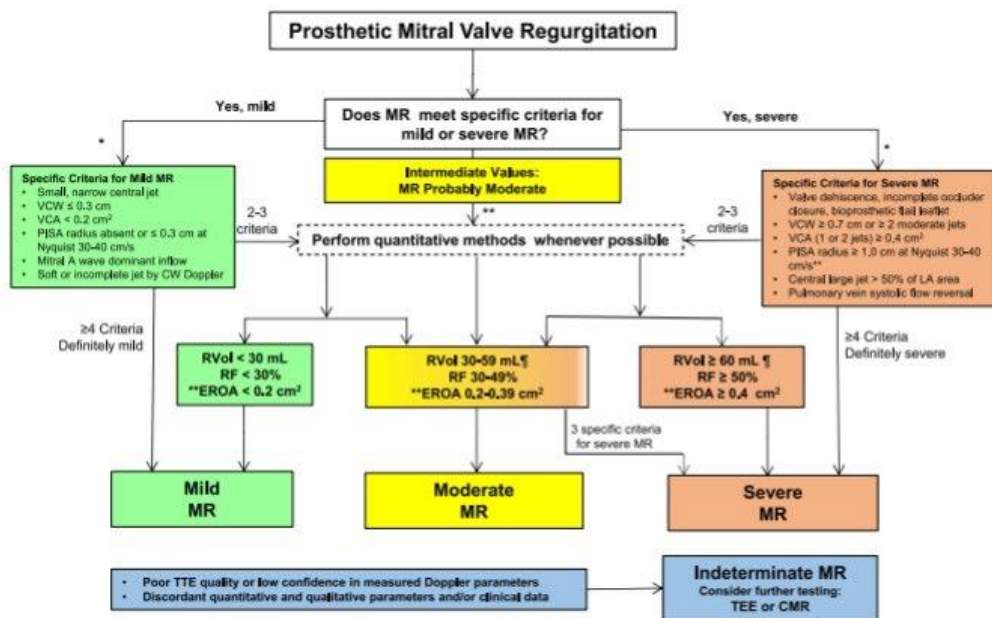 Prosthetic Mitral Valve Regurgitation
Does MR meet specific criteria for
mild or severe MR?
Yes, mild
Yes, severe
*
*
Intermediate Values:
MR Probably Moderate
**
Specific Criteria for Mild MR
• Small, narrow central jet
• VCW ≤ 0.3 cm
• VCA < 0.2 cm²
• PISA radius absent or ≤ 0.3 cm at
Nyquist 30-40 cm/s
• Mitral A wave dominant inflow
• Soft or incomplete jet by CW Doppler
2-3
criteria
Perform quantitative methods whenever possible
2-3
criteria
Specific Criteria for Severe MR
• Valve dehiscence, incomplete occluder
closure, bioprosthetic flail leaflet
• VCW ≥ 0.7 cm or ≥ 2 moderate jets
• VCA (1 or 2 jets) ≥ 0.4 cm²
• PISA radius ≥ 1.0 cm at Nyquist 30-40
cm/s**
• Central large jet > 50% of LA area
• Pulmonary vein systolic flow reversal
≥4 Criteria
Definitely mild
≥4 Criteria
Definitely severe
RVol < 30 mL
RF < 30%
**EROA < 0.2 cm²
RVol 30-59 mL¶
RF 30-49%
**EROA 0.2-0.39 cm²
RVol ≥ 60 mL ¶
RF ≥ 50%
**EROA ≥ 0.4 cm²
3 specific criteria
for severe MR
Mild
MR
Moderate
MR
Severe
MR
• Poor TTE quality or low confidence in measured Doppler parameters
• Discordant quantitative and qualitative parameters and/or clinical data
Indeterminate MR
Consider further testing:
TEE or CMR